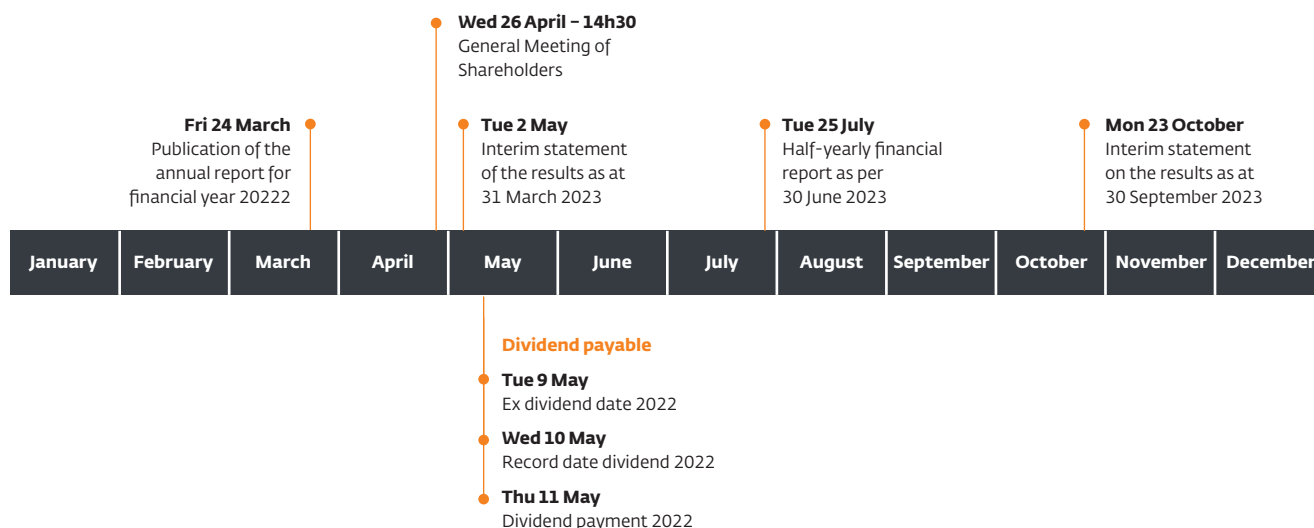 Wed 26 April – 14h30
General Meeting of
Shareholders
Fri 24 March
Publication of the
annual report for
financial year 20222
Tue 2 May
Interim statement
of the results as at
31 March 2023
Tue 25 July
Half-yearly financial
report as per
30 June 2023
Mon 23 October
Interim statement
on the results as at
30 September 2023
January February March April May June July August September October November December
Dividend payable
Tue 9 May
Ex dividend date 2022
Wed 10 May
Record date dividend 2022
Thu 11 May
Dividend payment 2022